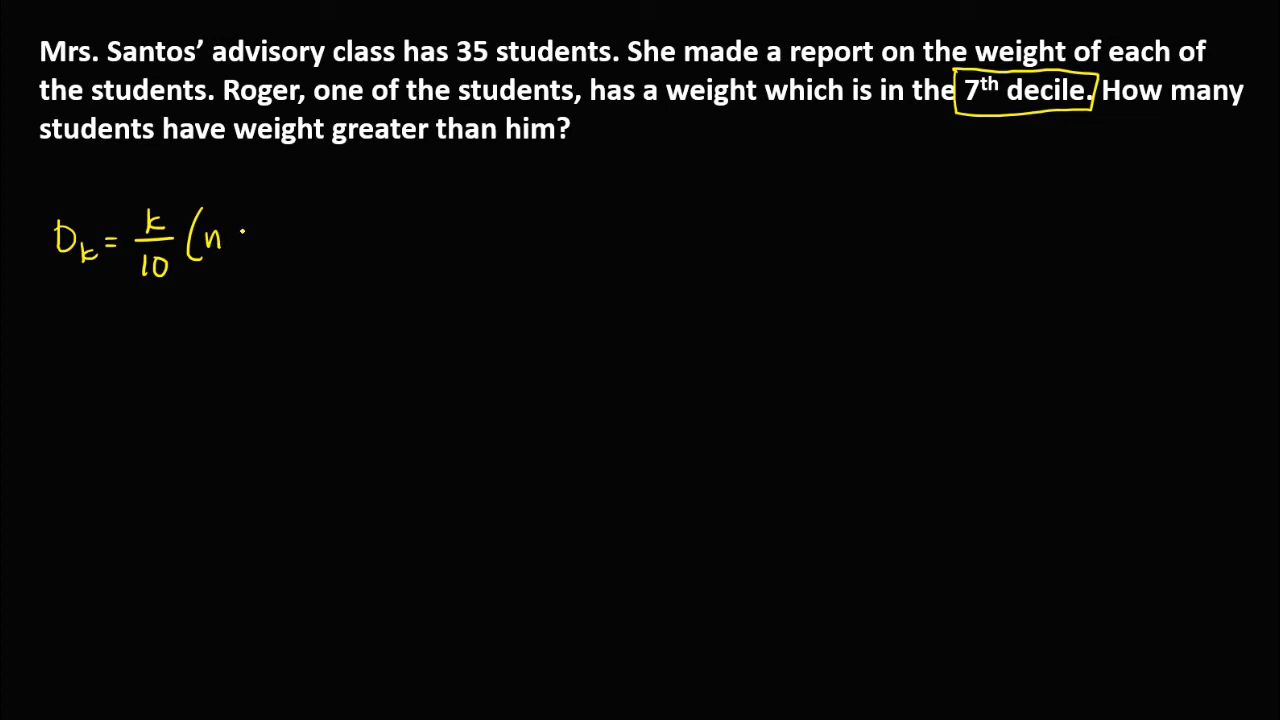 Mrs. Santos’ advisory class has 35 students. She made a report on the weight of each of
the students. Roger, one of the students, has a weight which is in the 7th decile. How many
students have weight greater than him?
D_k = k/10 (n